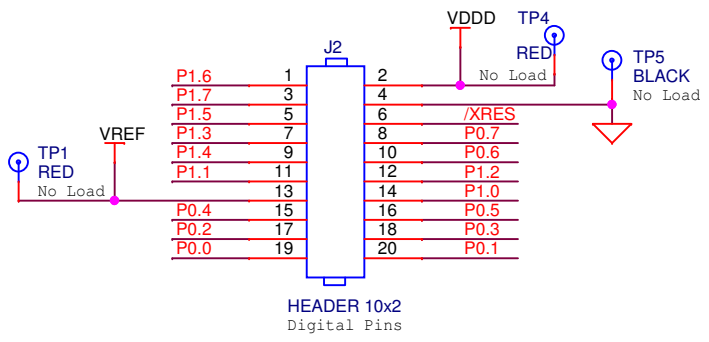 VDDD
TP4
RED
No Load
TP5
BLACK
No Load
J2
P1.6 1 2
P1.7 3 4
P1.5 5 6 /XRES
P1.3 7 8 P0.7
P1.4 9 10 P0.6
P1.1 11 12 P1.2
13 14 P1.0
P0.4 15 16 P0.5
P0.2 17 18 P0.3
P0.0 19 20 P0.1
VREF
TP1
RED
No Load
HEADER 10x2
Digital Pins